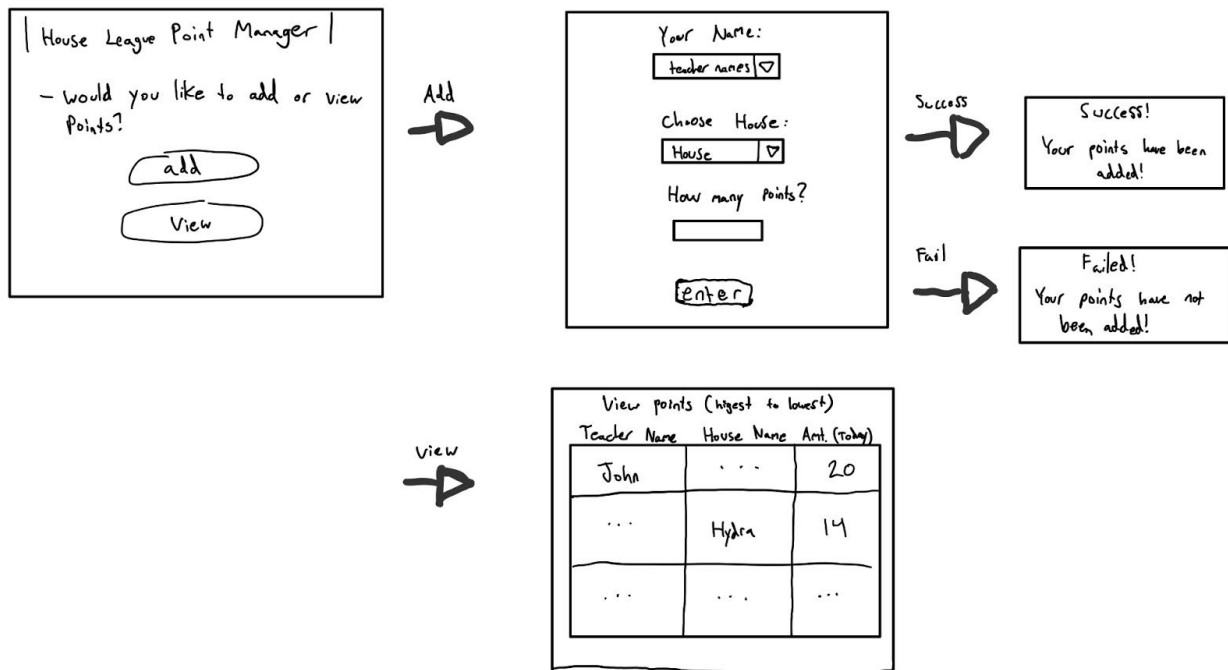 | House League Point Manager |
- Would you like to add or view
Points?
add
View
Add
Your Name:
teacher names
Choose House:
House
How many points?
enter
Success
Success!
Your points have been
added!
Fail
Failed!
Your points have not
been added!
View
View points (higest to lowest)
Teacher Name House Name Amt. (Today)
John ... 20
... Hydra 14
... ... ...